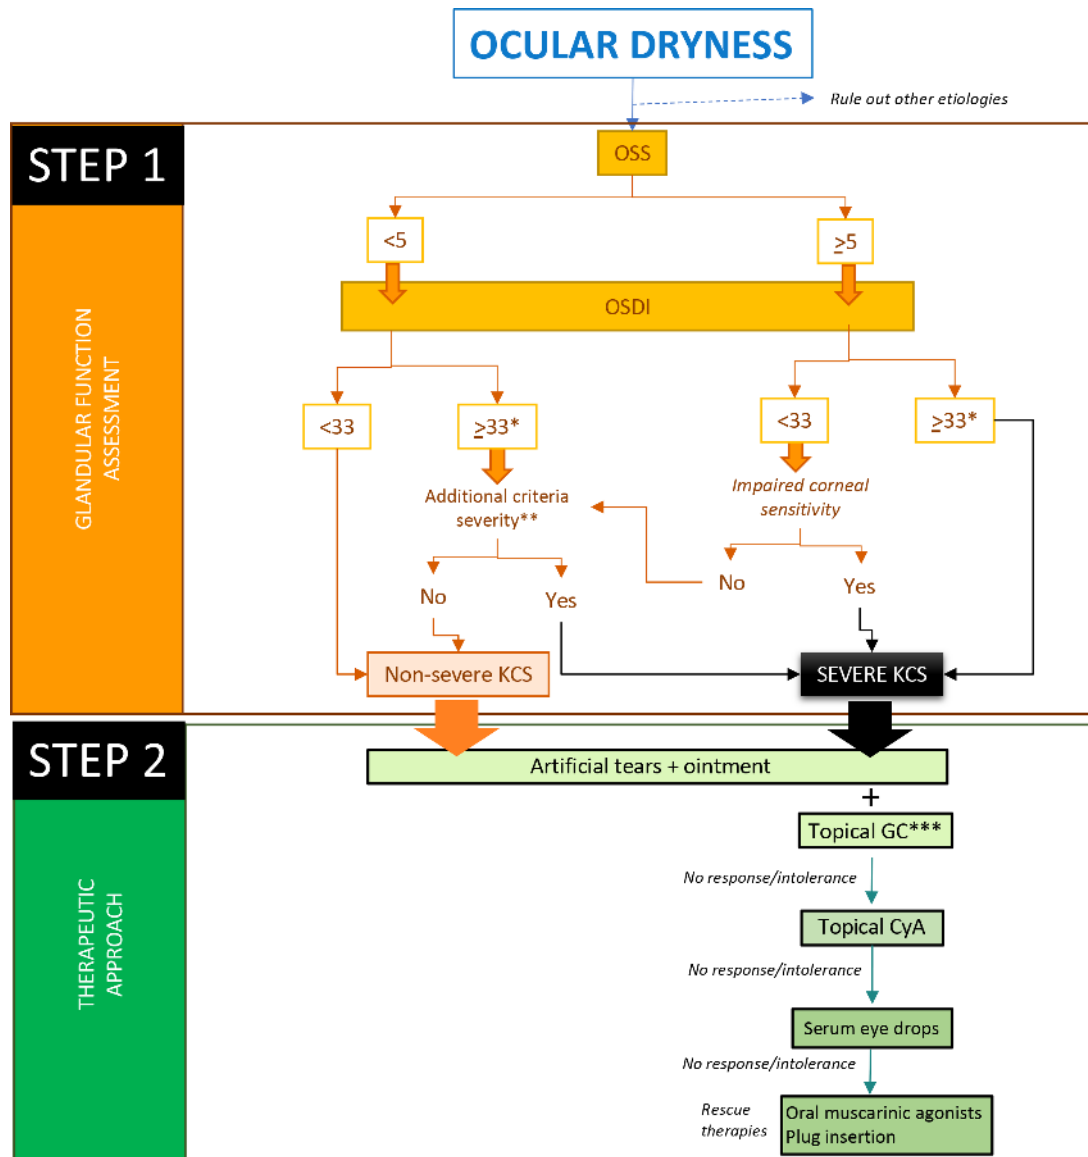 OCULAR DRYNESS
Rule out other etiologies
STEP 1
GLANDULAR FUNCTION
ASSESSMENT
OSS
<5
≥5
OSDI
<33
≥33*
<33
≥33*
Additional criteria
severity**
Impaired corneal
sensitivity
No
Yes
No
Yes
Non-severe KCS
SEVERE KCS
STEP 2
THERAPEUTIC
APPROACH
Artificial tears + ointment
+
Topical GC***
No response/intolerance
Topical CyA
No response/intolerance
Serum eye drops
No response/intolerance
Rescue
therapies
Oral muscarinic agonists
Plug insertion